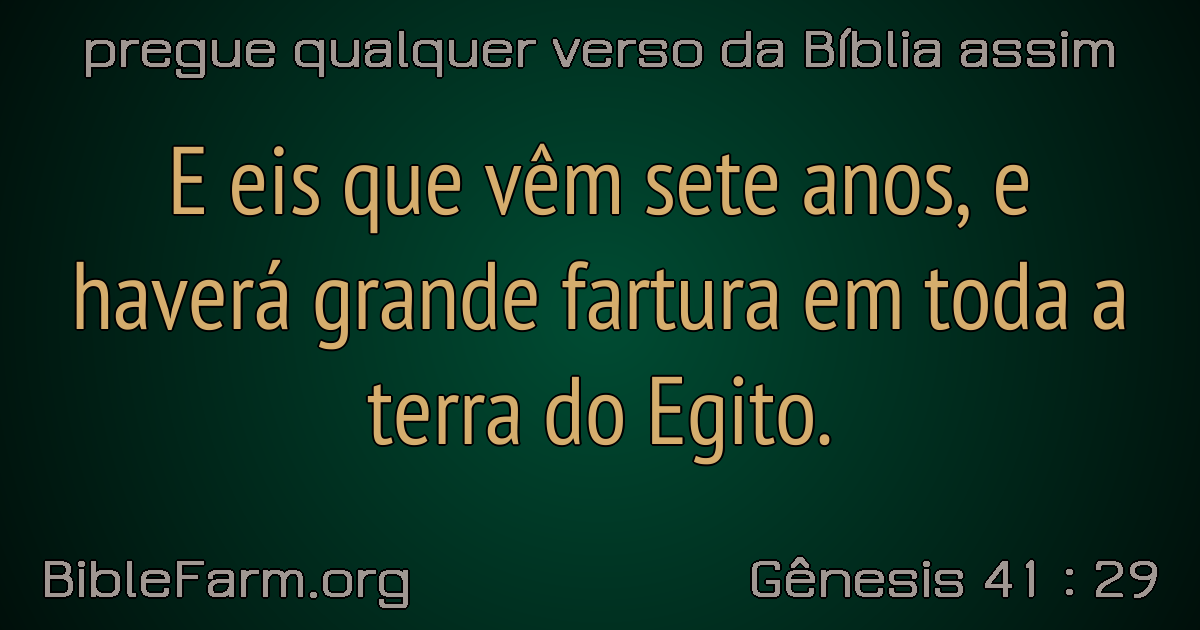 pregue qualquer verso da Bíblia assim
E eis que vêm sete anos, e
haverá grande fartura em toda a
terra do Egito.
BibleFarm.org
Gênesis 41 : 29